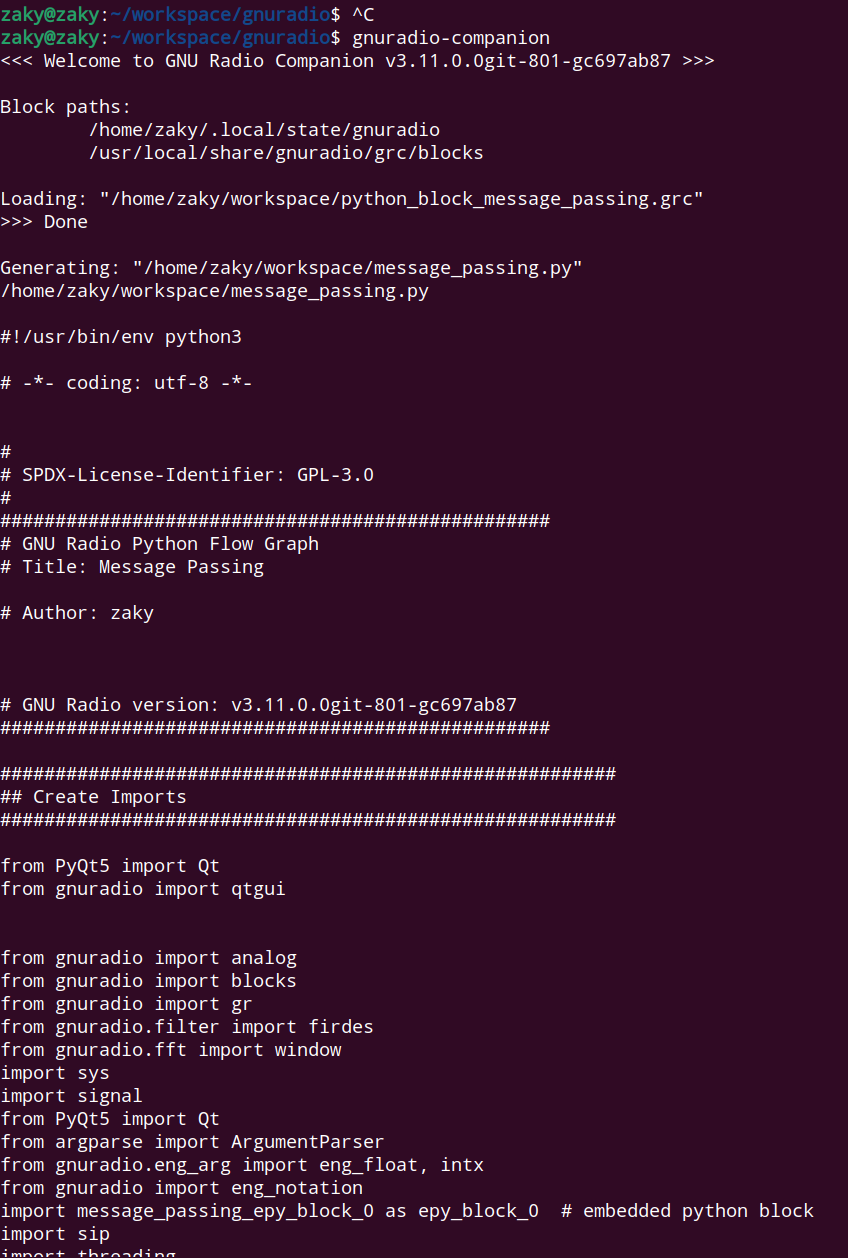 zaky@zaky:~/workspace/gnuradio$ ^C
zaky@zaky:~/workspace/gnuradio$ gnuradio-companion
<<< Welcome to GNU Radio Companion v3.11.0.0git-801-gc697ab87 >>>
Block paths:
/home/zaky/.local/state/gnuradio
/usr/local/share/gnuradio/grc/blocks
Loading: "/home/zaky/workspace/python_block_message_passing.grc"
>>> Done
Generating: "/home/zaky/workspace/message_passing.py"
/home/zaky/workspace/message_passing.py
#!/usr/bin/env python3
# -*- coding: utf-8 -*-
#
# SPDX-License-Identifier: GPL-3.0
#
##################################################
# GNU Radio Python Flow Graph
# Title: Message Passing
# Author: zaky
# GNU Radio version: v3.11.0.0git-801-gc697ab87
##################################################
########################################################
## Create Imports
########################################################
from PyQt5 import Qt
from gnuradio import qtgui
from gnuradio import analog
from gnuradio import blocks
from gnuradio import gr
from gnuradio.filter import firdes
from gnuradio.fft import window
import sys
import signal
from PyQt5 import Qt
from argparse import ArgumentParser
from gnuradio.eng_arg import eng_float, intx
from gnuradio import eng_notation
import message_passing_epy_block_0 as epy_block_0  # embedded python block
import sip
import threading